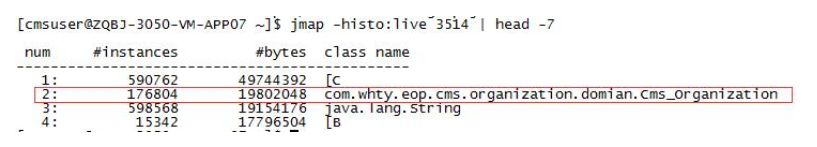 [cmsuser@ZQBJ-3050-VM-APP07 ~]$ jmap -histo:live 3514 | head -7
num #instances #bytes class name
----------------------------------------------
1: 590762 49744392 [C
2: 176804 19802048 com.whty.eop.cms.organization.domian.Cms_Organization
3: 598568 19154176 java.lang.String
4: 15342 17796504 [B